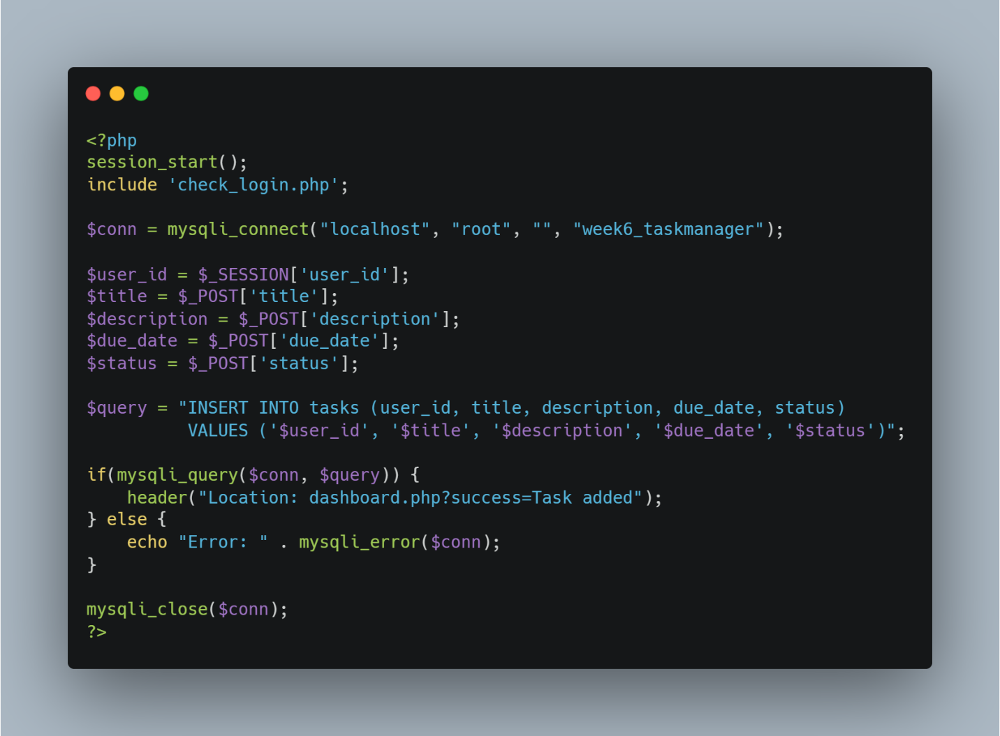 <?php
session_start();
include 'check_login.php';
$conn = mysqli_connect("localhost", "root", "", "week6_taskmanager");
$user_id = $_SESSION['user_id'];
$title = $_POST['title'];
$description = $_POST['description'];
$due_date = $_POST['due_date'];
$status = $_POST['status'];
$query = "INSERT INTO tasks (user_id, title, description, due_date, status)
          VALUES ('$user_id', '$title', '$description', '$due_date', '$status')";
if(mysqli_query($conn, $query)) {
    header("Location: dashboard.php?success=Task added");
} else {
    echo "Error: " . mysqli_error($conn);
}
mysqli_close($conn);
?>